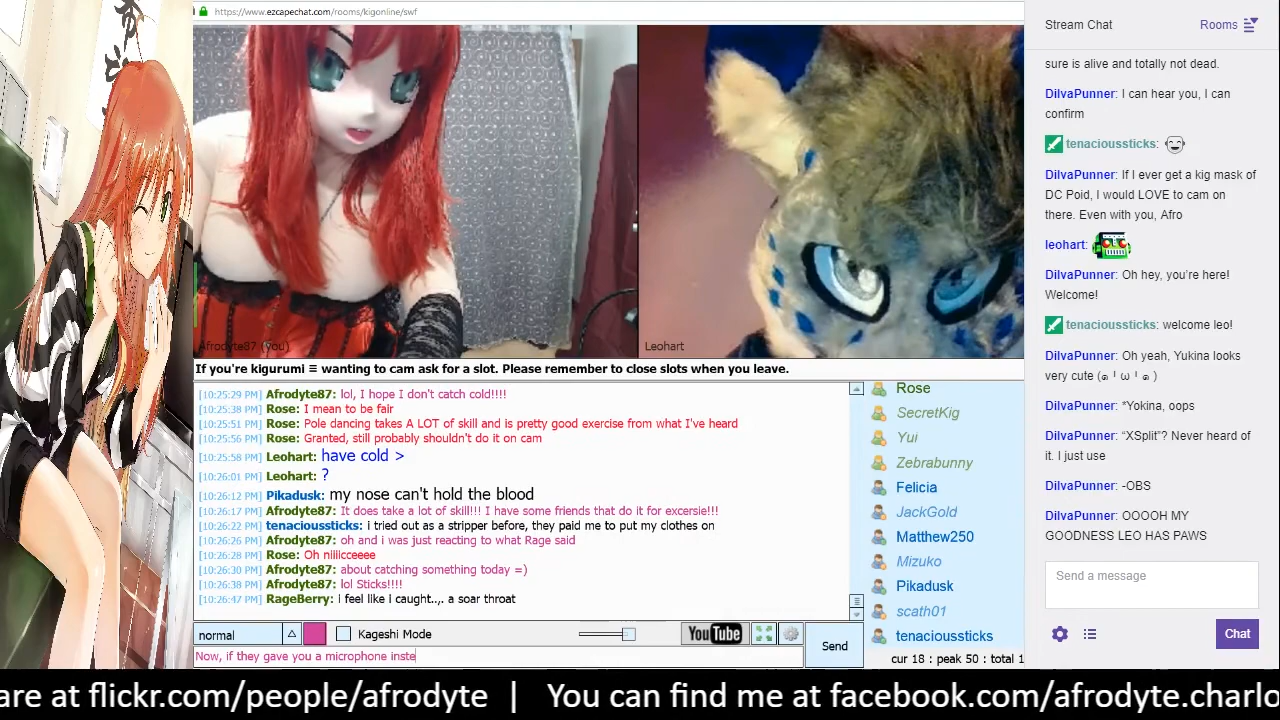 https://www.ezcapechat.com/rooms/kigonline/swf
Afrodyte87 (you)
Leohart
If you're kigurumi ≡ wanting to cam ask for a slot. Please remember to close slots when you leave.
[10:25:29 PM] Afrodyte87: lol, I hope I don't catch cold!!!!
[10:25:38 PM] Rose: I mean to be fair
[10:25:51 PM] Rose: Pole dancing takes A LOT of skill and is pretty good exercise from what I've heard
[10:25:56 PM] Rose: Granted, still probably shouldn't do it on cam
[10:25:58 PM] Leohart: have cold >
[10:26:01 PM] Leohart: ?
[10:26:12 PM] Pikadusk: my nose can't hold the blood
[10:26:17 PM] Afrodyte87: It does take a lot of skill!!! I have some friends that do it for excersie!!!
[10:26:22 PM] tenacioussticks: i tried out as a stripper before, they paid me to put my clothes on
[10:26:26 PM] Afrodyte87: oh and i was just reacting to what Rage said
[10:26:28 PM] Rose: Oh niiiicceeee
[10:26:30 PM] Afrodyte87: about catching something today =)
[10:26:38 PM] Afrodyte87: lol Sticks!!!!
[10:26:47 PM] RageBerry: i feel like i caught..,. a soar throat
Rose
SecretKig
Yui
Zebrabunny
Felicia
JackGold
Matthew250
Mizuko
Pikadusk
scath01
tenacioussticks
cur 18 : peak 50 : total 1
normal
Kageshi Mode
YouTube
Send
Now, if they gave you a microphone inste
Stream Chat
Rooms
sure is alive and totally not dead.
DilvaPunner: I can hear you, I can
confirm
tenacioussticks:
DilvaPunner: If I ever get a kig mask of
DC Poid, I would LOVE to cam on
there. Even with you, Afro
leohart:
DilvaPunner: Oh hey, you're here!
Welcome!
tenacioussticks: welcome leo!
DilvaPunner: Oh yeah, Yukina looks
very cute (๑╹ω╹๑ )
DilvaPunner: *Yokina, oops
DilvaPunner: “XSplit”? Never heard of
it. I just use
DilvaPunner: -OBS
DilvaPunner: OOOOH MY
GOODNESS LEO HAS PAWS
Send a message
Chat
are at flickr.com/people/afrodyte | You can find me at facebook.com/afrodyte.charlo